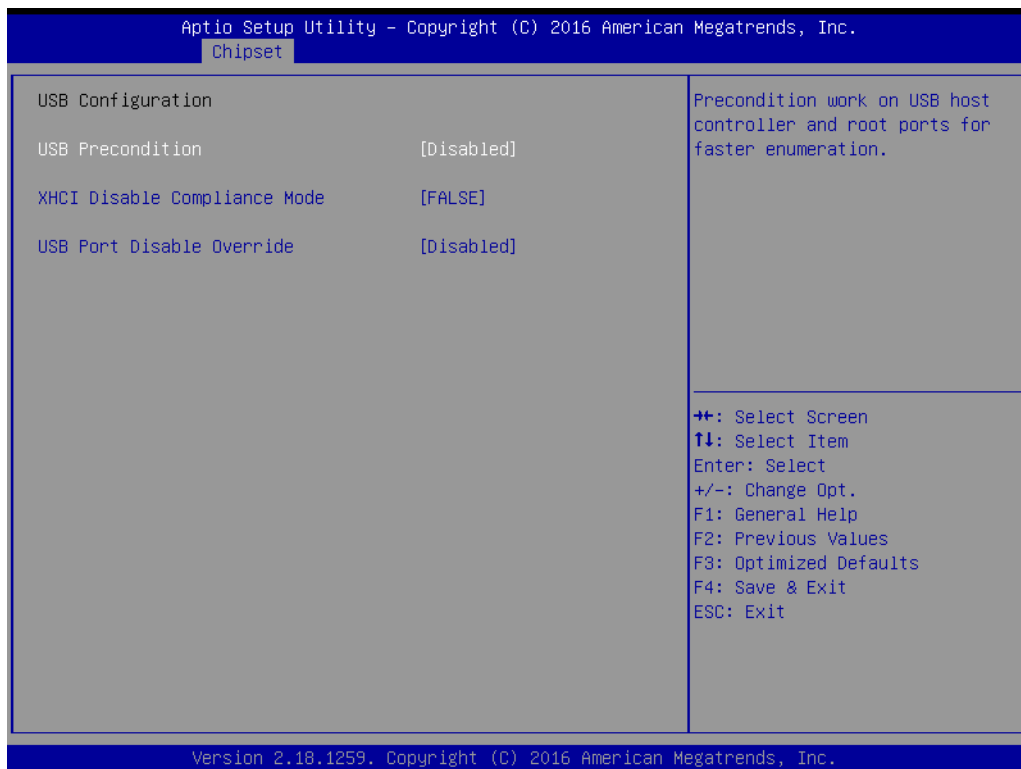 Aptio Setup Utility – Copyright (C) 2016 American Megatrends, Inc.
Chipset
USB Configuration
USB Precondition [Disabled]
XHCI Disable Compliance Mode [FALSE]
USB Port Disable Override [Disabled]
Precondition work on USB host
controller and root ports for
faster enumeration.
→←: Select Screen
↑↓: Select Item
Enter: Select
+/-: Change Opt.
F1: General Help
F2: Previous Values
F3: Optimized Defaults
F4: Save & Exit
ESC: Exit
Version 2.18.1259. Copyright (C) 2016 American Megatrends, Inc.